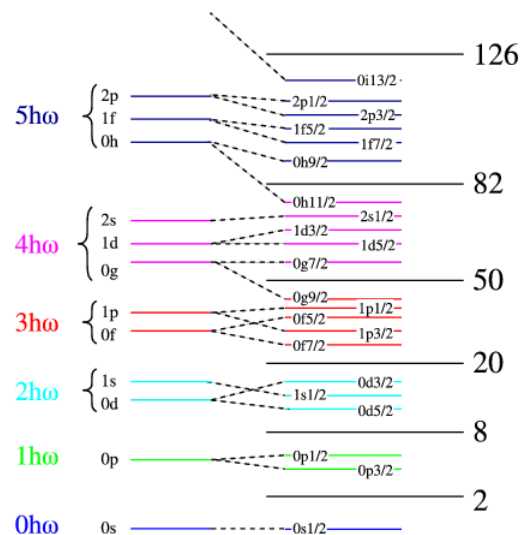 126
0i13/2
2p 2p1/2
5hω 1f 2p3/2
1f5/2
0h 1f7/2
0h9/2
82
0h11/2
2s 2s1/2
1d3/2
4hω 1d 1d5/2
0g 0g7/2
50
0g9/2
1p 1p1/2
3hω 0f5/2
0f 1p3/2
0f7/2
20
1s 0d3/2
2hω 1s1/2
0d 0d5/2
8
1hω 0p 0p1/2
0p3/2
2
0hω 0s 0s1/2